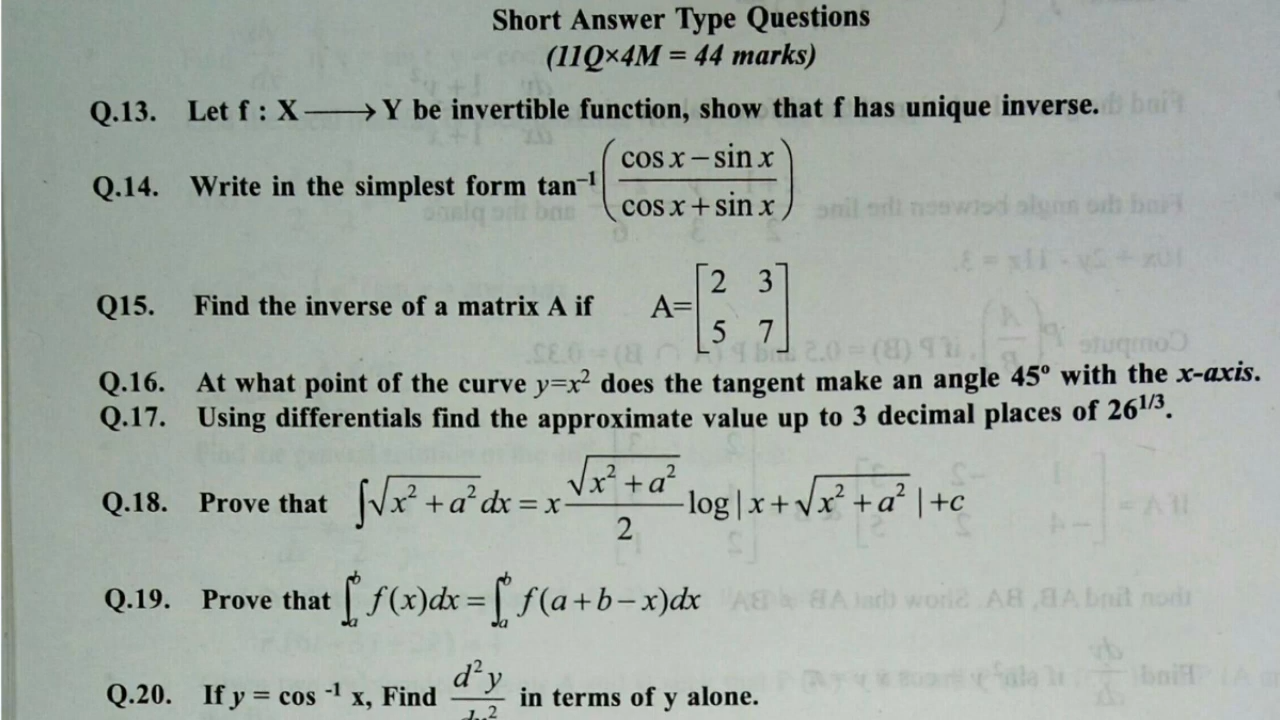 Short Answer Type Questions
(11Q×4M = 44 marks)
Q.13. Let f : X ⟶ Y be invertible function, show that f has unique inverse.
Q.14. Write in the simplest form tan⁻¹((cos x − sin x)/(cos x + sin x))
Q15. Find the inverse of a matrix A if A=[2 3; 5 7]
Q.16. At what point of the curve y=x² does the tangent make an angle 45° with the x-axis.
Q.17. Using differentials find the approximate value up to 3 decimal places of 26^1/3.
Q.18. Prove that ∫√(x² + a²) dx = x √(x² + a²)/2 log | x + √(x² + a²) | +c
Q.19. Prove that ∫ₐᵇ f(x)dx = ∫ₐᵇ f(a+b−x)dx
Q.20. If y = cos ⁻¹ x, Find d²y/dx² in terms of y alone.